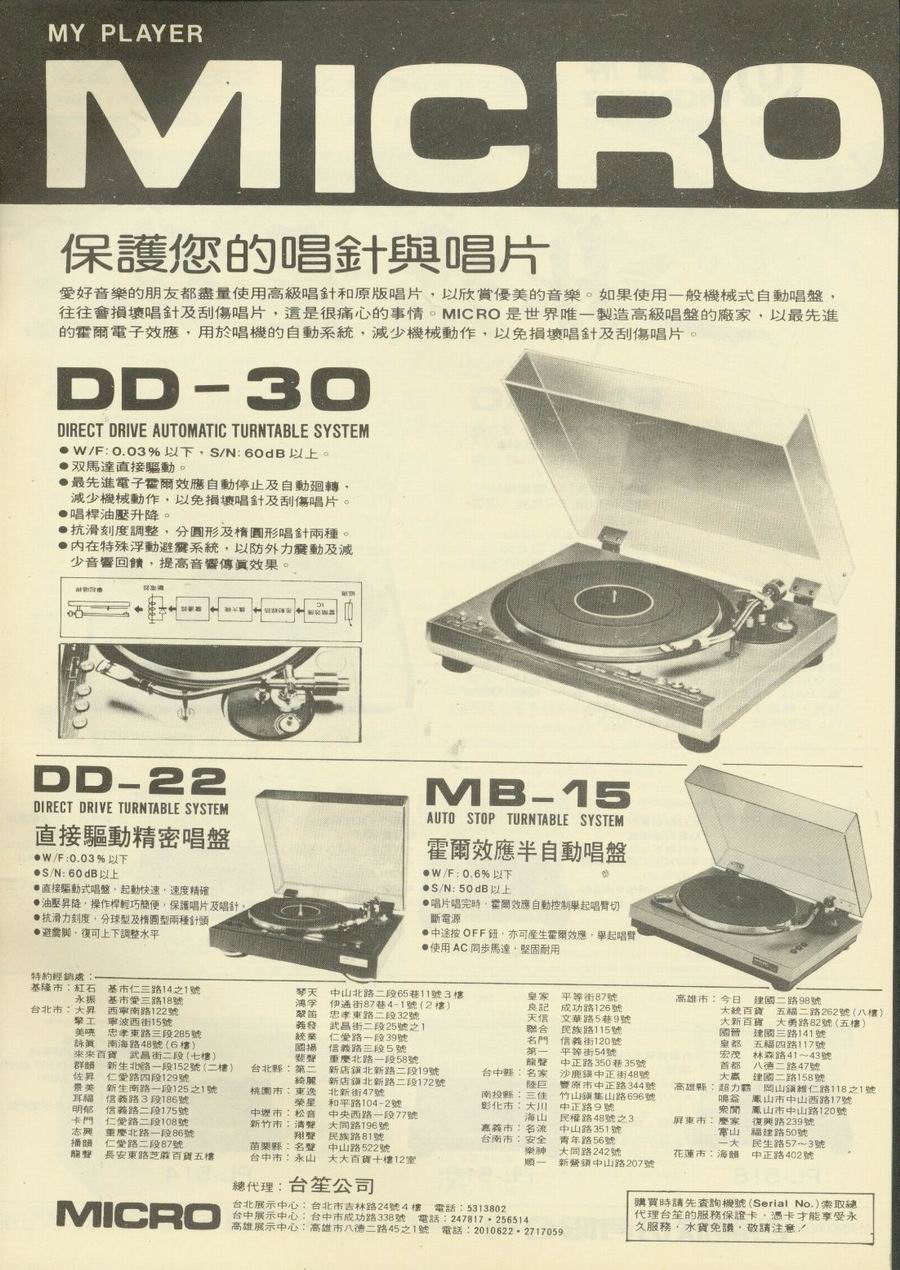 MY PLAYER
MICRO
保護您的唱針與唱片
愛好音樂的朋友都盡量使用高級唱針和原版唱片，以欣賞優美的音樂。如果使用一般機械式自動唱盤，
往往會損壞唱針及刮傷唱片，這是很痛心的事情。MICRO是世界唯一製造高級唱盤的廠家，以最先進
的霍爾電子效應，用於唱機的自動系統，減少機械動作，以免損壞唱針及刮傷唱片。
DD-30
DIRECT DRIVE AUTOMATIC TURNTABLE SYSTEM
●W/F: 0.03%以下，S/N: 60dB以上。
●双馬達直接驅動。
●最先進電子霍爾效應自動停止及自動廻轉，
減少機械動作，以免損壞唱針及刮傷唱片。
●唱桿油壓升降。
●抗滑刻度調整，分圓形及楕圓形唱針兩種。
●內在特殊浮動避震系統，以防外力震動及減
少音響回饋，提高音響傳眞效果。
DD-22
DIRECT DRIVE TURNTABLE SYSTEM
直接驅動精密唱盤
●W/F:0.03%以下
●S/N: 60dB以上
●直接驅動式唱盤，起動快速，速度精確
●油壓昇降，操作桿輕巧簡便，保護唱片及唱針，
●抗滑力刻度，分球型及楕圓型兩種針頭
●避震脚，復可上下調整水平
MB-15
AUTO STOP TURNTABLE SYSTEM
霍爾效應半自動唱盤
●W/F: 0.6%以下
●S/N: 50dB以上
●唱片唱完時，霍爾效應自動控制舉起唱臂切
斷電源
●中途按OFF鈕，亦可産生霍爾效應，舉起唱臂
●使用AC同步馬達，堅固耐用
特約經銷處：
基隆市：紅石 基市仁三路14之1號
永振 基市愛三路18號
台北市：大昇 西寧南路122號
擎工 寧波西街15號
美曉 忠孝東路三段285號
詠眞 南海路48號(6樓)
來來百貨 武昌街二段(七樓)
群韻 新生北路一段152號(二樓)
佐昇 仁愛路四段129號
景美 新生南路一段125之1號
耳福 信義路3段186號
明郁 信義路二段175號
卡門 仁愛路二段108號
志興 重慶北路一段86號
播韻 仁愛路二段87號
龍聲 長安東路芝蔴百貨五樓
琴天 中山北路二段65巷11號3樓
鴻孚 伊通街87巷4-1號(2樓)
翠笛 忠孝東路二段32號
義發 武昌街二段25號之1
統業 仁愛路一段39號
國揚 信義路三段5號
斐聲 重慶北路一段58號
台北縣：第二 新店鎭北新路二段19號
綺麗 新店鎭北新路二段172號
桃園市：東逸 北新街47號
榮星 和平路104-2號
中壢市：松音 中央西路一段77號
新竹市：清聲 大同路196號
翔聲 民族路81號
苗栗縣：名聲 中山路522號
台中市：永山 大大百貨十樓12室
皇家 平等街87號
良記 成功路126號
天信 文華路5巷9號
聯合 民族路115號
名門 信義街120號
第一 平等街54號
龍聲 中正路350巷35號
台中縣：名家 沙鹿鎭中正街48號
陸巨 豐原市中正路344號
南投縣：三佳 竹山鎭集山路696號
彰化市：大川 中正路9號
海山 民權路48號之3
嘉義市：名流 中山路351號
台南市：安全 青年路56號
樂神 大同路242號
順一 新營鎭中山路207號
高雄市：今日 建國二路98號
大統百貨 五福二路262號(八樓)
大新百貨 大勇路82號(五樓)
國晉 建國三路141號
皇都 五福四路117號
宏茂 林森路41～43號
首都 八德二路47號
大嬴 建國二路158號
高雄縣：超力霸 岡山鎭維仁路118之1號
鳴盆 鳳山市中山西路17號
索閣 鳳山市中山路120號
屏東市：慶家 復興路239號
富山 福建路50號
一大 民生路57～3號
花蓮市：海韻 中正路402號
MICRO
總代理：台笙公司
台北展示中心：台北市吉林路24號4樓 電話：5313802
台中展示中心：台中市成功路338號 電話：247817・256514
高雄展示中心：高雄市八德二路45之1號 電話：2010622・2717059
購買時請先查詢機號(Serial No.)索取總
代理台笙的服務保證卡，憑卡才能享受永
久服務，水貨免議，敬請注意！